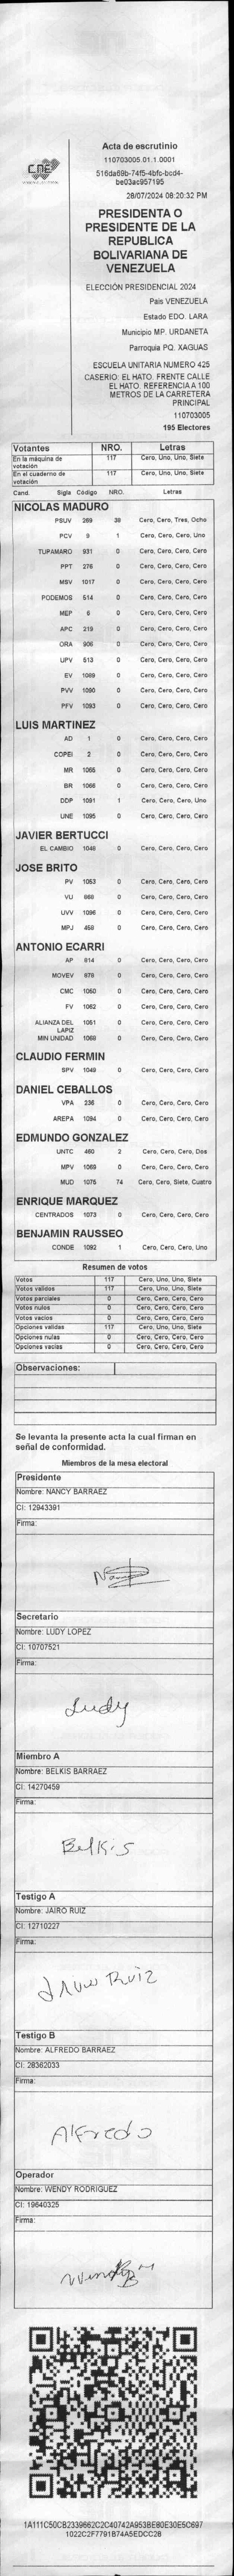 CNE
Acta de escrutinio
110703005.01.1.0001
516da69b-74f5-4bfc-bcd4-
be03ac957195
28/07/2024 08:20:32 PM
PRESIDENTA O
PRESIDENTE DE LA
REPUBLICA
BOLIVARIANA DE
VENEZUELA
ELECCIÓN PRESIDENCIAL 2024
Pais VENEZUELA
Estado EDO. LARA
Municipio MP. URDANETA
Parroquia PQ. XAGUAS
ESCUELA UNITARIA NUMERO 425
CASERIO: EL HATO. FRENTE CALLE
EL HATO. REFERENCIA A 100
METROS DE LA CARRETERA
PRINCIPAL
110703005
195 Electores
Votantes NRO. Letras
En la máquina de votación 117 Cero, Uno, Uno, Siete
En el cuaderno de votación 117 Cero, Uno, Uno, Siete
Cand. Sigla Código NRO. Letras
NICOLAS MADURO
PSUV 269 38 Cero, Cero, Tres, Ocho
PCV 9 1 Cero, Cero, Cero, Uno
TUPAMARO 931 0 Cero, Cero, Cero, Cero
PPT 276 0 Cero, Cero, Cero, Cero
MSV 1017 0 Cero, Cero, Cero, Cero
PODEMOS 514 0 Cero, Cero, Cero, Cero
MEP 6 0 Cero, Cero, Cero, Cero
APC 219 0 Cero, Cero, Cero, Cero
ORA 906 0 Cero, Cero, Cero, Cero
UPV 513 0 Cero, Cero, Cero, Cero
EV 1089 0 Cero, Cero, Cero, Cero
PVV 1090 0 Cero, Cero, Cero, Cero
PFV 1093 0 Cero, Cero, Cero, Cero
LUIS MARTINEZ
AD 1 0 Cero, Cero, Cero, Cero
COPEI 2 0 Cero, Cero, Cero, Cero
MR 1065 0 Cero, Cero, Cero, Cero
BR 1066 0 Cero, Cero, Cero, Cero
DDP 1091 1 Cero, Cero, Cero, Uno
UNE 1095 0 Cero, Cero, Cero, Cero
JAVIER BERTUCCI
EL CAMBIO 1048 0 Cero, Cero, Cero, Cero
JOSE BRITO
PV 1053 0 Cero, Cero, Cero, Cero
VU 868 0 Cero, Cero, Cero, Cero
UVV 1096 0 Cero, Cero, Cero, Cero
MPJ 458 0 Cero, Cero, Cero, Cero
ANTONIO ECARRI
AP 814 0 Cero, Cero, Cero, Cero
MOVEV 878 0 Cero, Cero, Cero, Cero
CMC 1050 0 Cero, Cero, Cero, Cero
FV 1062 0 Cero, Cero, Cero, Cero
ALIANZA DEL LAPIZ 1051 0 Cero, Cero, Cero, Cero
MIN UNIDAD 1068 0 Cero, Cero, Cero, Cero
CLAUDIO FERMIN
SPV 1049 0 Cero, Cero, Cero, Cero
DANIEL CEBALLOS
VPA 236 0 Cero, Cero, Cero, Cero
AREPA 1094 0 Cero, Cero, Cero, Cero
EDMUNDO GONZALEZ
UNTC 460 2 Cero, Cero, Cero, Dos
MPV 1069 0 Cero, Cero, Cero, Cero
MUD 1075 74 Cero, Cero, Siete, Cuatro
ENRIQUE MARQUEZ
CENTRADOS 1073 0 Cero, Cero, Cero, Cero
BENJAMIN RAUSSEO
CONDE 1092 1 Cero, Cero, Cero, Uno
Resumen de votos
Votos 117 Cero, Uno, Uno, Siete
Votos validos 117 Cero, Uno, Uno, Siete
Votos parciales 0 Cero, Cero, Cero, Cero
Votos nulos 0 Cero, Cero, Cero, Cero
Votos vacios 0 Cero, Cero, Cero, Cero
Opciones validas 117 Cero, Uno, Uno, Siete
Opciones nulas 0 Cero, Cero, Cero, Cero
Opciones vacias 0 Cero, Cero, Cero, Cero
Observaciones:
Se levanta la presente acta la cual firman en
señal de conformidad.
Miembros de la mesa electoral
Presidente
Nombre: NANCY BARRAEZ
CI: 12943391
Firma:
Secretario
Nombre: LUDY LOPEZ
CI: 10707521
Firma:
Ludy
Miembro A
Nombre: BELKIS BARRAEZ
CI: 14270459
Firma:
Belkis
Testigo A
Nombre: JAIRO RUIZ
CI: 12710227
Firma:
Jairo Ruiz
Testigo B
Nombre: ALFREDO BARRAEZ
CI: 28362033
Firma:
Alfredo
Operador
Nombre: WENDY RODRIGUEZ
CI: 19640325
Firma:
1A111C50CB2339662C2C40742A953BE80E30E5C697
1022C2F7791B74A5EDCC28